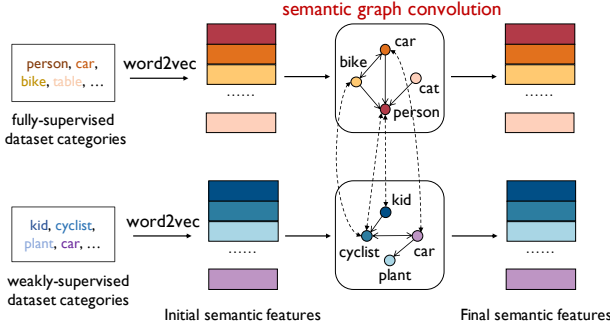 semantic graph convolution
person, car,
bike, table, ...
word2vec
fully-supervised
dataset categories
......
car
bike
cat
person
......
kid, cyclist,
plant, car, ...
word2vec
weakly-supervised
dataset categories
......
kid
cyclist
car
plant
......
Initial semantic features
Final semantic features